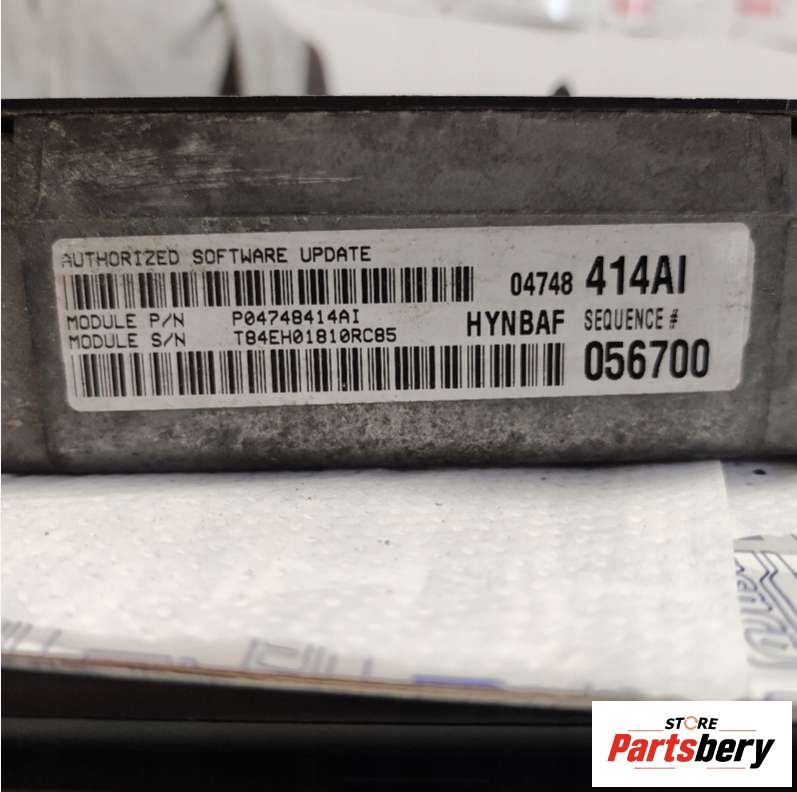 AUTHORIZED SOFTWARE UPDATE
04748 414AI
MODULE P/N P04748414AI
HYNBAF SEQUENCE #
MODULE S/N T84EH01810RC85
056700
STORE
Partsbery